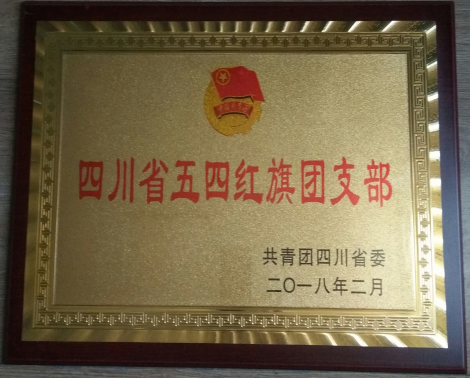 四川省五四红旗团支部
共青团四川省委
二〇一八年二月